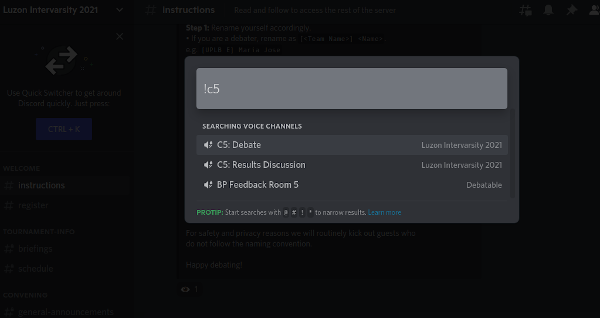 Luzon Intervarsity 2021
instructions
Read and follow to access the rest of the server
Step 1: Rename yourself accordingly
• If you are a debater, rename as: [<Team Name>] <Name>
e.g. [UPLB A] Maria Jose
Use Quick Switcher to get around
Discord quickly. Just press:
CTRL + K
!c5
SEARCHING VOICE CHANNELS
C5: Debate
Luzon Intervarsity 2021
C5: Results Discussion
Luzon Intervarsity 2021
BP Feedback Room 5
Debatable
PROTIP: Start searches with @ # ! * to narrow results. Learn more
WELCOME
instructions
register
TOURNAMENT INFO
briefings
schedule
CONVENING
general-announcements
For safety and privacy reasons we will routinely kick out guests who
do not follow the naming convention.
Happy debating!
1